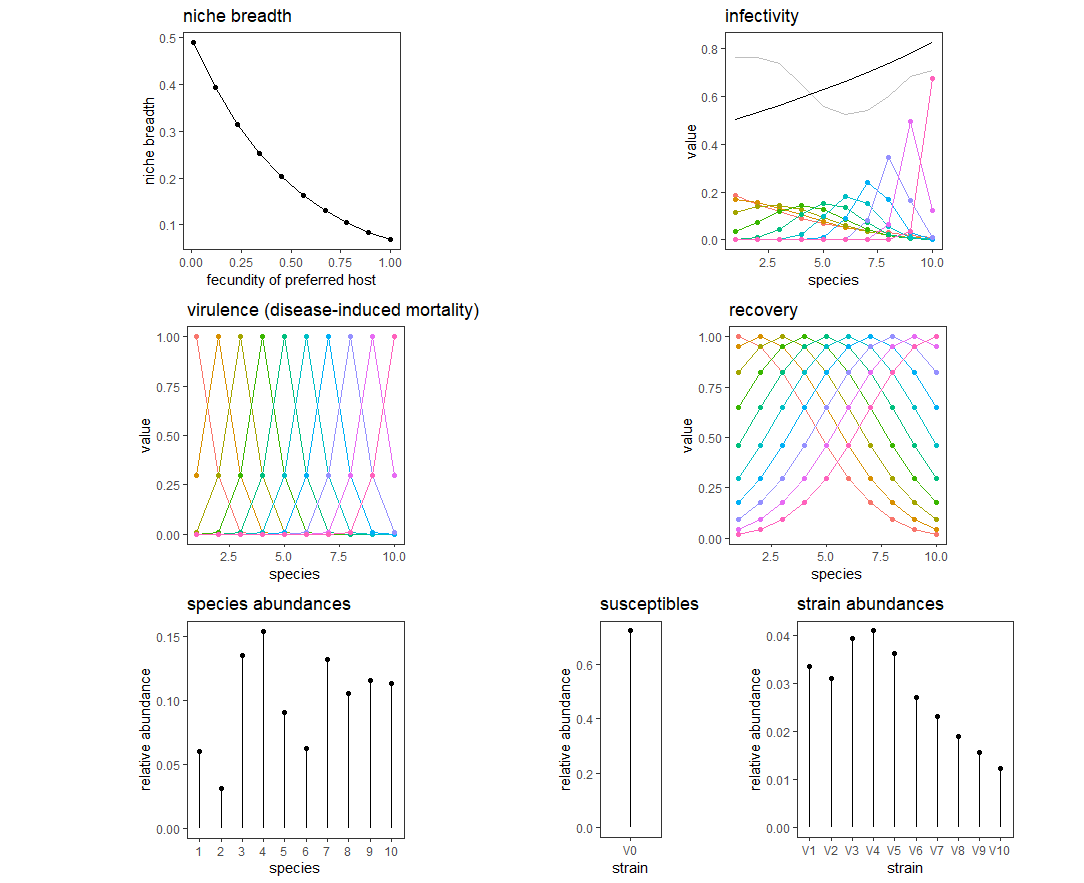 niche breadth
0.5
0.4
0.3
0.2
0.1
niche breadth
0.00 0.25 0.50 0.75 1.00
fecundity of preferred host
infectivity
0.8
0.6
0.4
0.2
0.0
value
2.5 5.0 7.5 10.0
species
virulence (disease-induced mortality)
1.00
0.75
0.50
0.25
0.00
value
2.5 5.0 7.5 10.0
species
recovery
1.00
0.75
0.50
0.25
0.00
value
2.5 5.0 7.5 10.0
species
species abundances
0.15
0.10
0.05
0.00
relative abundance
1 2 3 4 5 6 7 8 9 10
species
susceptibles
0.6
0.4
0.2
0.0
relative abundance
V0
strain
strain abundances
0.04
0.03
0.02
0.01
0.00
relative abundance
V1 V2 V3 V4 V5 V6 V7 V8 V9 V10
strain